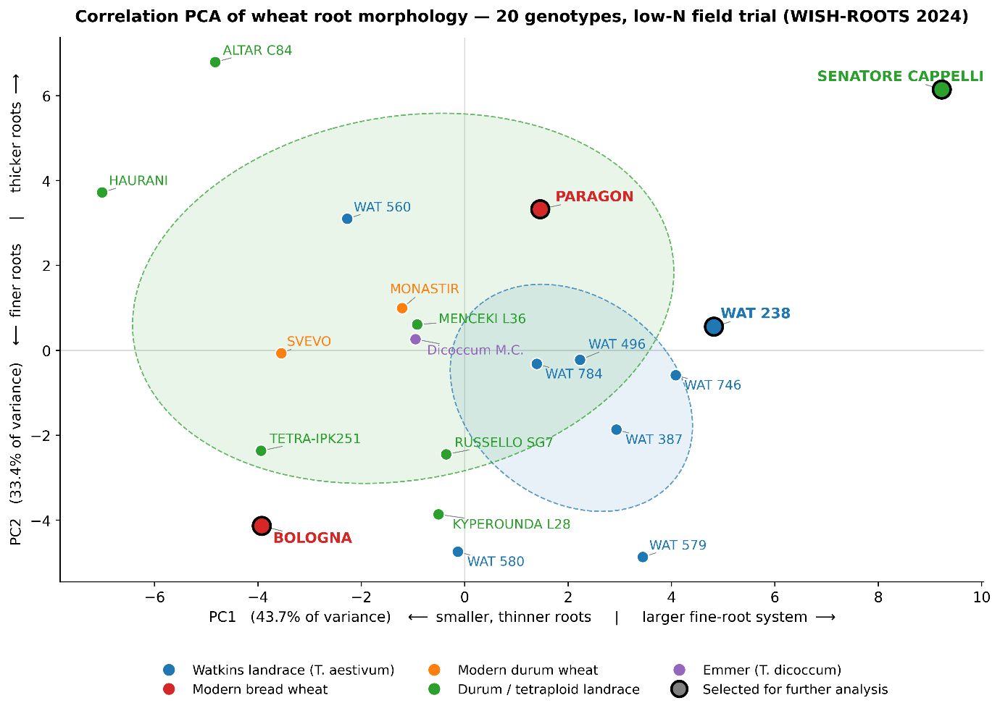 Correlation PCA of wheat root morphology — 20 genotypes, low-N field trial (WISH-ROOTS 2024)
ALTAR C84
SENATORE CAPPELLI
HAURANI
PARAGON
WAT 560
MONASTIR
MENCEKI L36
WAT 238
SVEVO
Dicoccum M.C.
WAT 496
WAT 784
WAT 746
TETRA-IPK251
RUSSELLO SG7
WAT 387
BOLOGNA
KYPEROUNDA L28
WAT 579
WAT 580
6
4
2
0
−2
−4
PC2 (33.4% of variance) ⟵ finer roots | thicker roots ⟶
−6
−4
−2
0
2
4
6
8
10
PC1 (43.7% of variance) ⟵ smaller, thinner roots | larger fine-root system ⟶
Watkins landrace (T. aestivum)
Modern bread wheat
Modern durum wheat
Durum / tetraploid landrace
Emmer (T. dicoccum)
Selected for further analysis